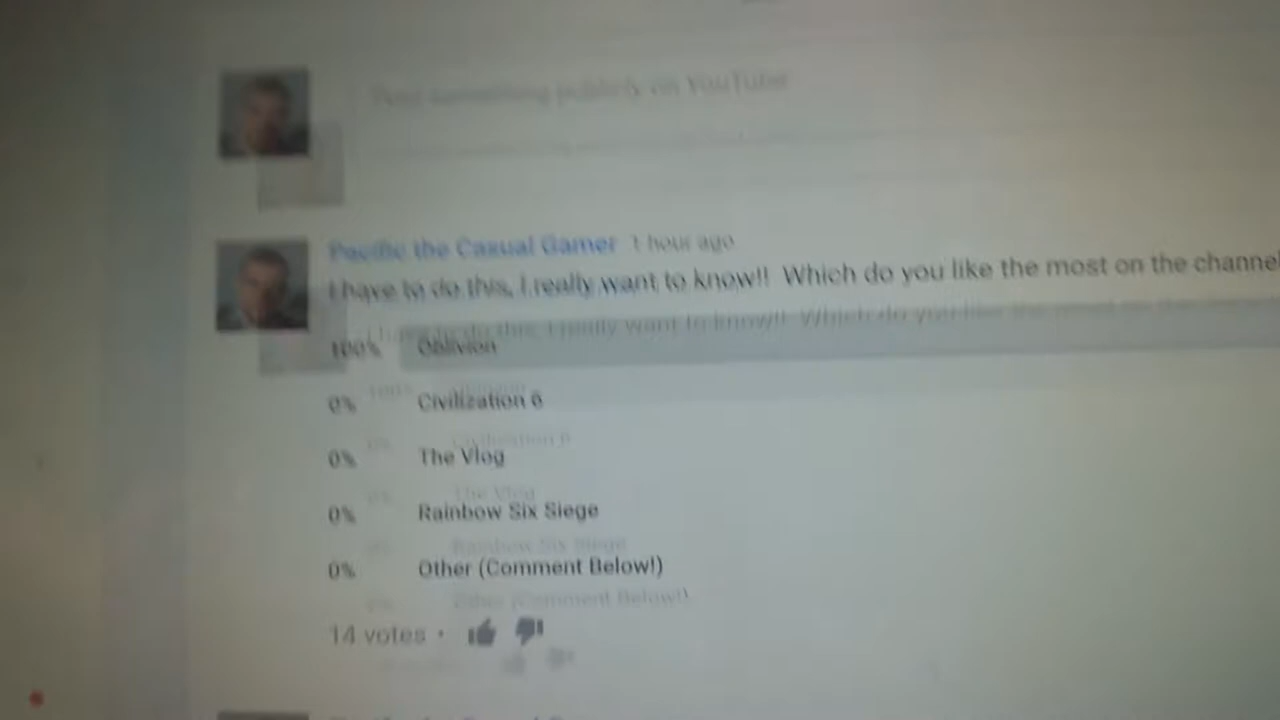 Post something publicly on YouTube
Pacific the Casual Gamer 1 hour ago
I have to do this, I really want to know!! Which do you like the most on the channel
100% Oblivion
0% Civilization 6
0% The Vlog
0% Rainbow Six Siege
0% Other (Comment Below!)
14 votes ·